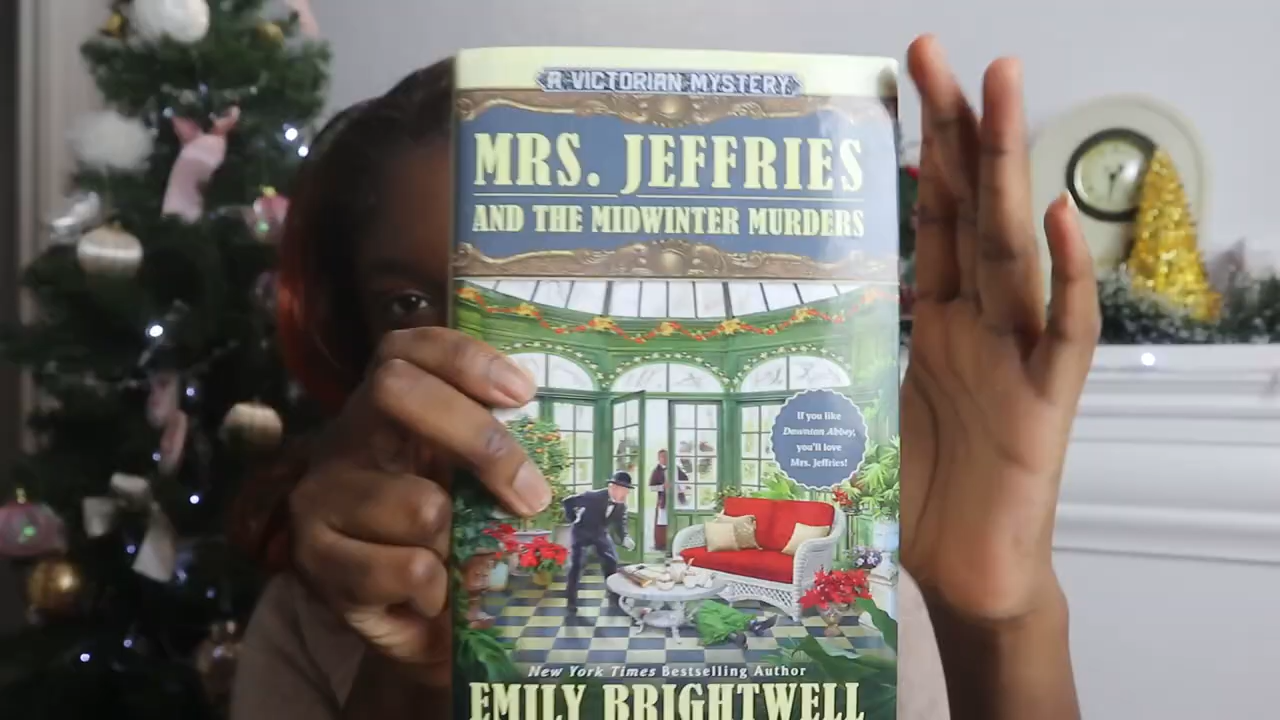 A VICTORIAN MYSTERY
MRS. JEFFRIES
AND THE MIDWINTER MURDERS
If you like
Downton Abbey,
you'll love
Mrs. Jeffries!
New York Times Bestselling Author
EMILY BRIGHTWELL